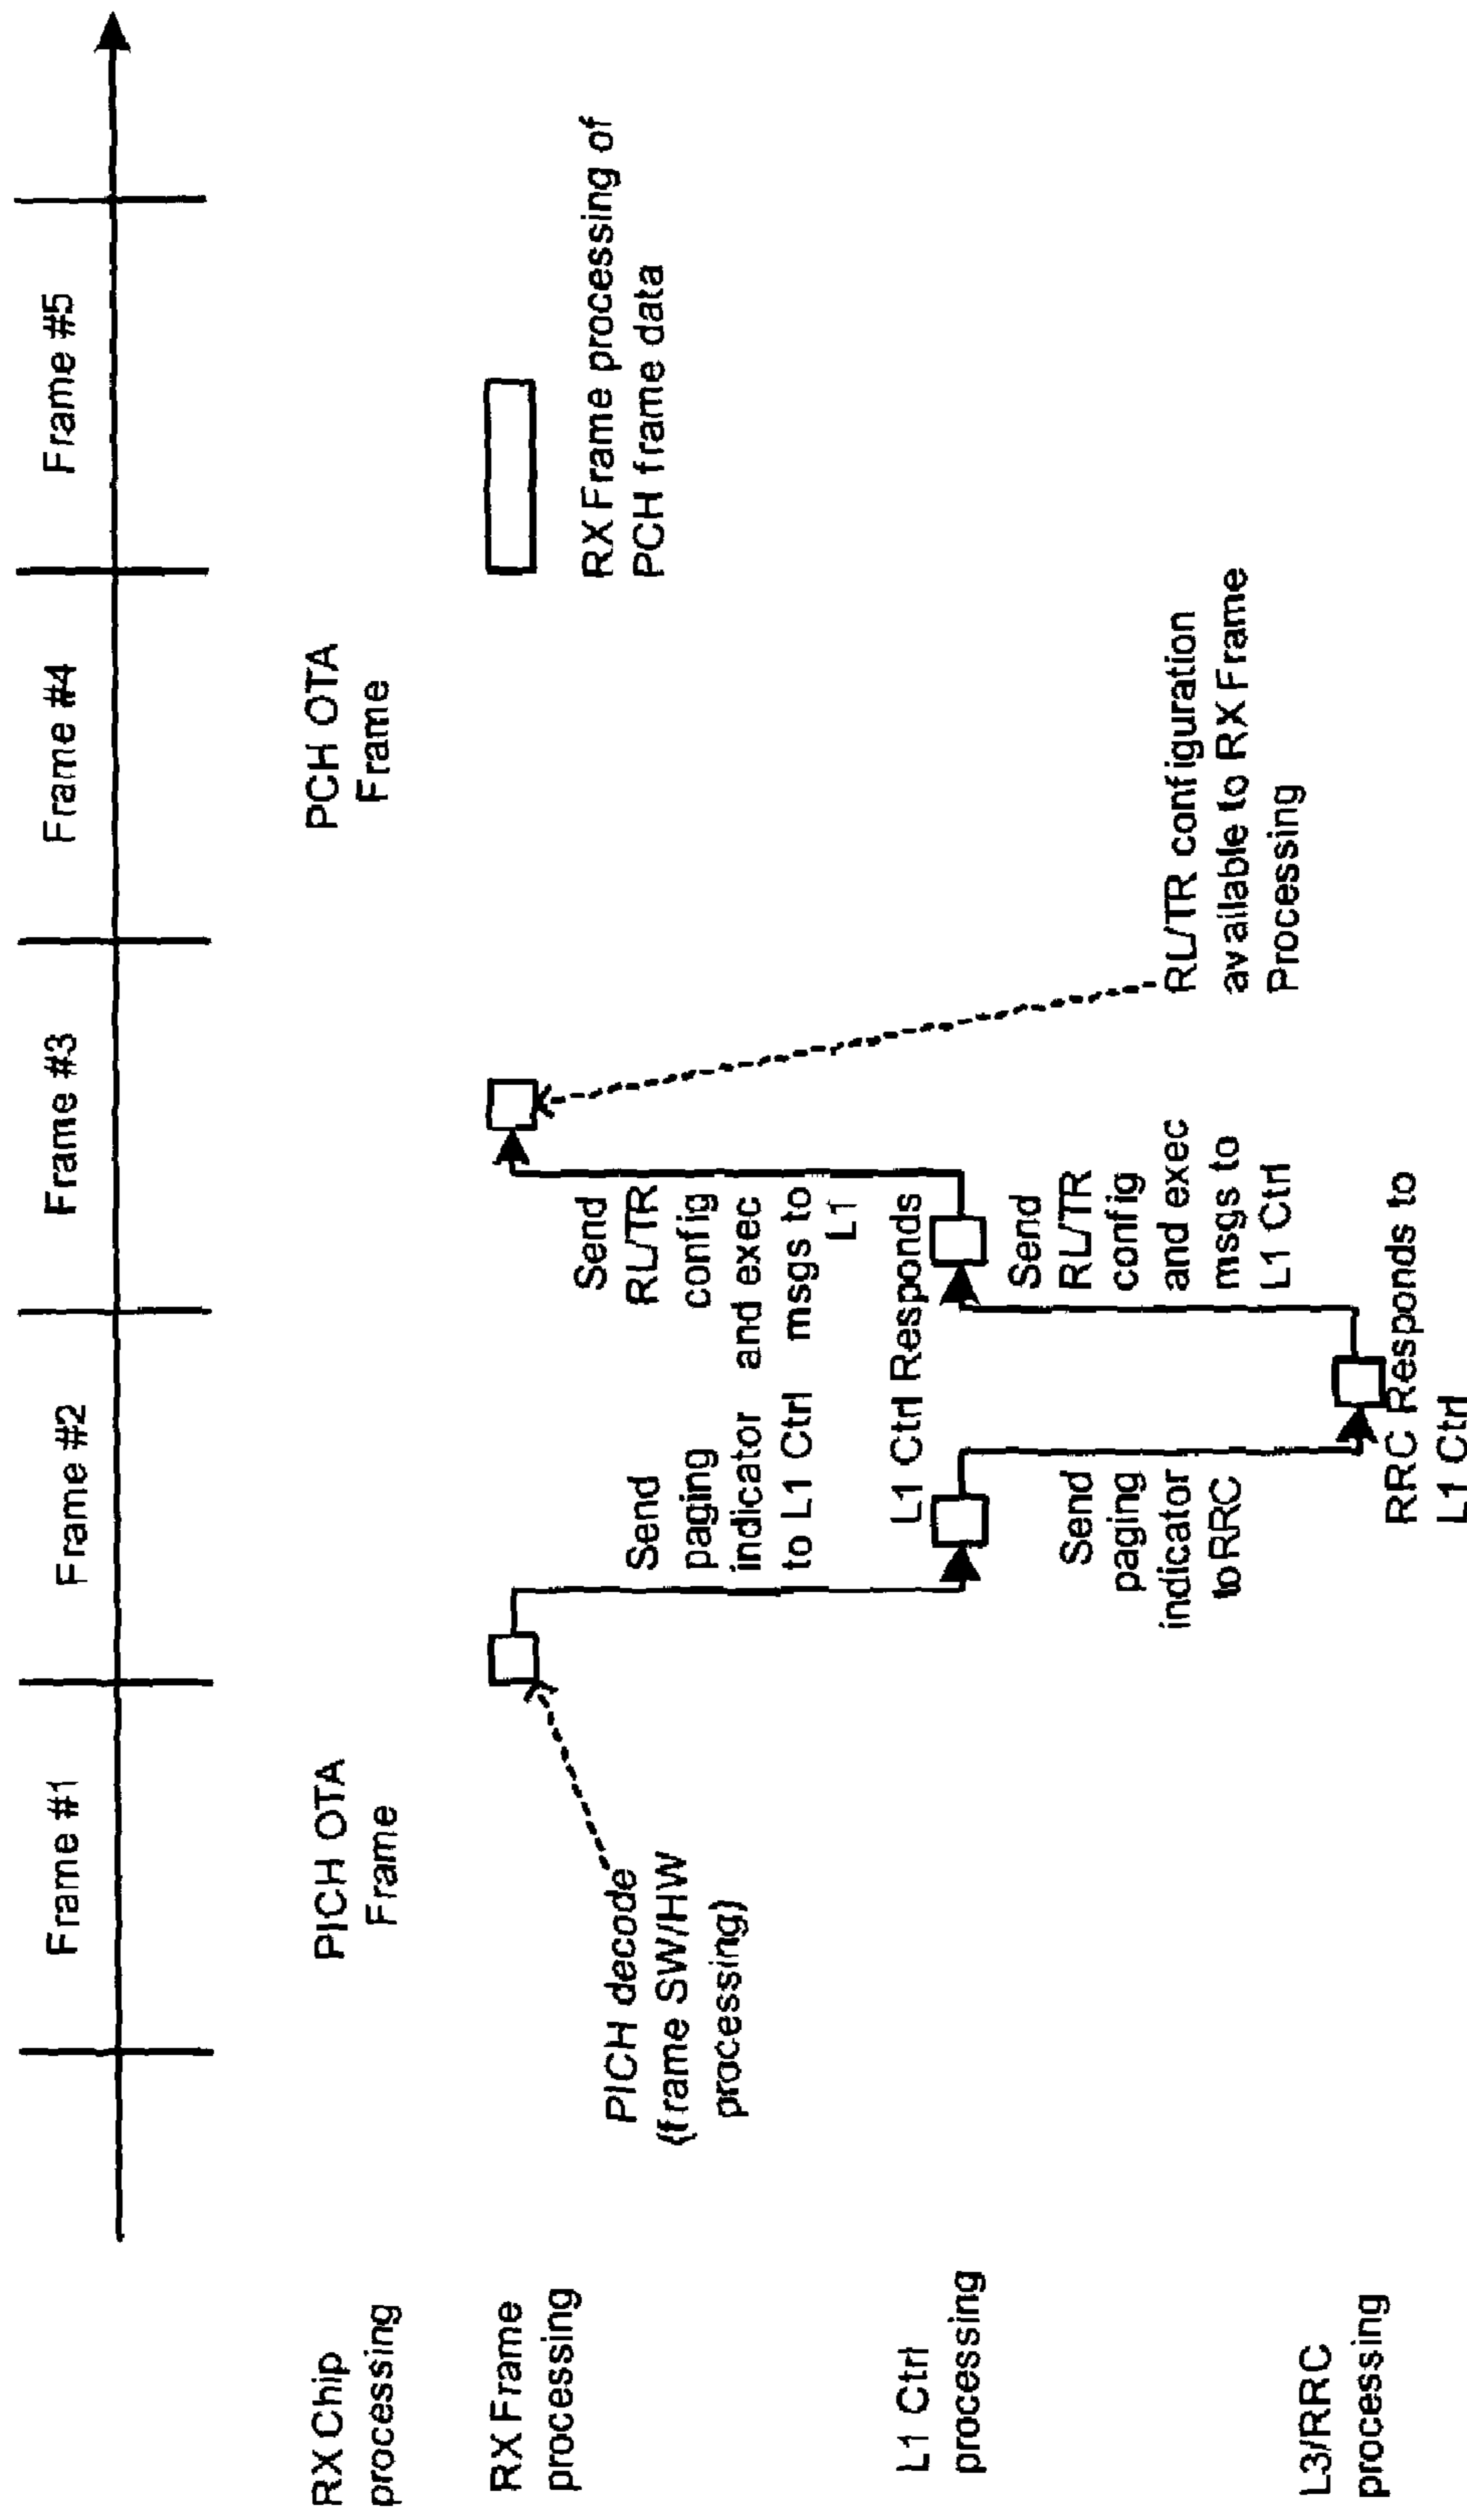 Frame #1
Frame #2
Frame #3
Frame #4
Frame #5
RX Chip
processing
PICH OTA
Frame
PCH OTA
Frame
RX Frame
processing
PICH decode
(frame SW/HW
processing)
Send
paging
indicator
to L1 Ctrl
Send
RL/TR
config
and exec
msgs to
L1
RX Frame processing of
PCH frame data
L1 Ctrl
processing
L1 Ctrl Responds
Send
paging
indicator
to RRC
Send
RL/TR
config
and exec
msgs to
L1 Ctrl
RL/TR configuration
available to RX Frame
Processing
L3/RRC
processing
RRC Responds to
L1 Ctrl